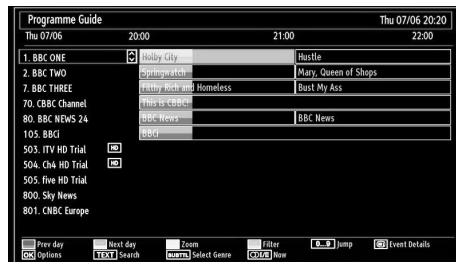 Programme Guide Thu 07/06 20:20
Thu 07/06 20:00 21:00 22:00
1. BBC ONE Holby City Hustle
2. BBC TWO Springwatch Mary, Queen of Shops
7. BBC THREE Filthy Rich and Homeless Bust My Ass
70. CBBC Channel This is CBBC!
80. BBC NEWS 24 BBC News BBC News
105. BBCi BBCi
503. ITV HD Trial HD
504. Ch4 HD Trial HD
505. five HD Trial
800. Sky News
801. CNBC Europe
Prev day Next day Zoom Filter 0...9 Jump Event Details
OK Options TEXT Search SUBTTL Select Genre I/II Now